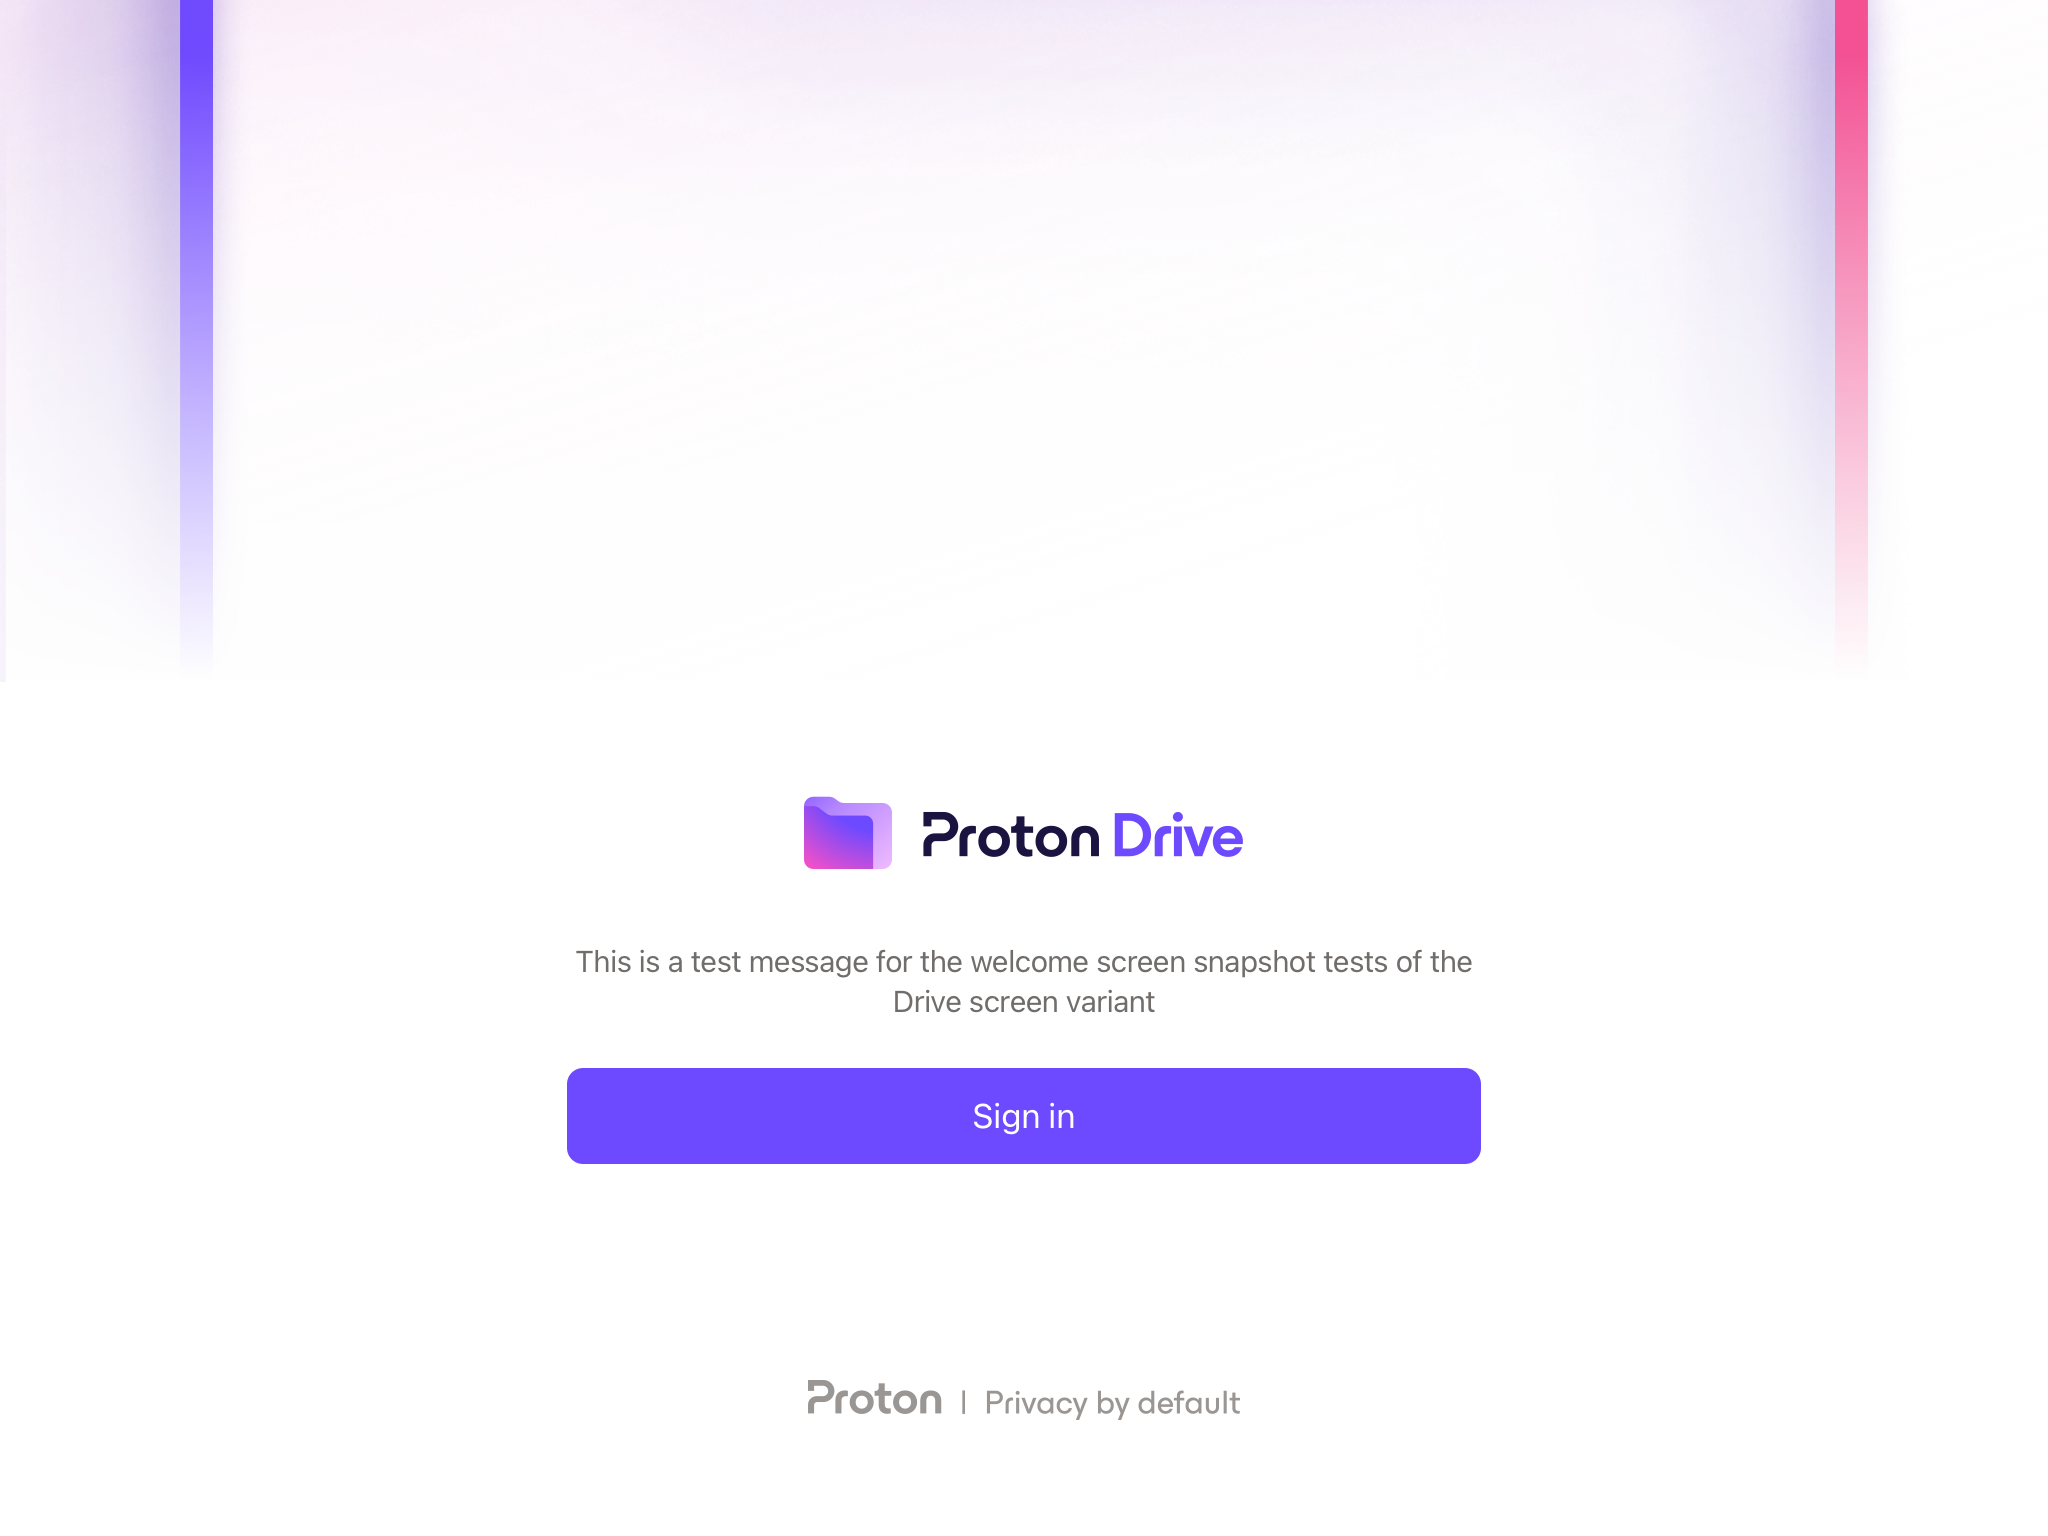 Proton Drive
This is a test message for the welcome screen snapshot tests of the
Drive screen variant
Sign in
Proton | Privacy by default